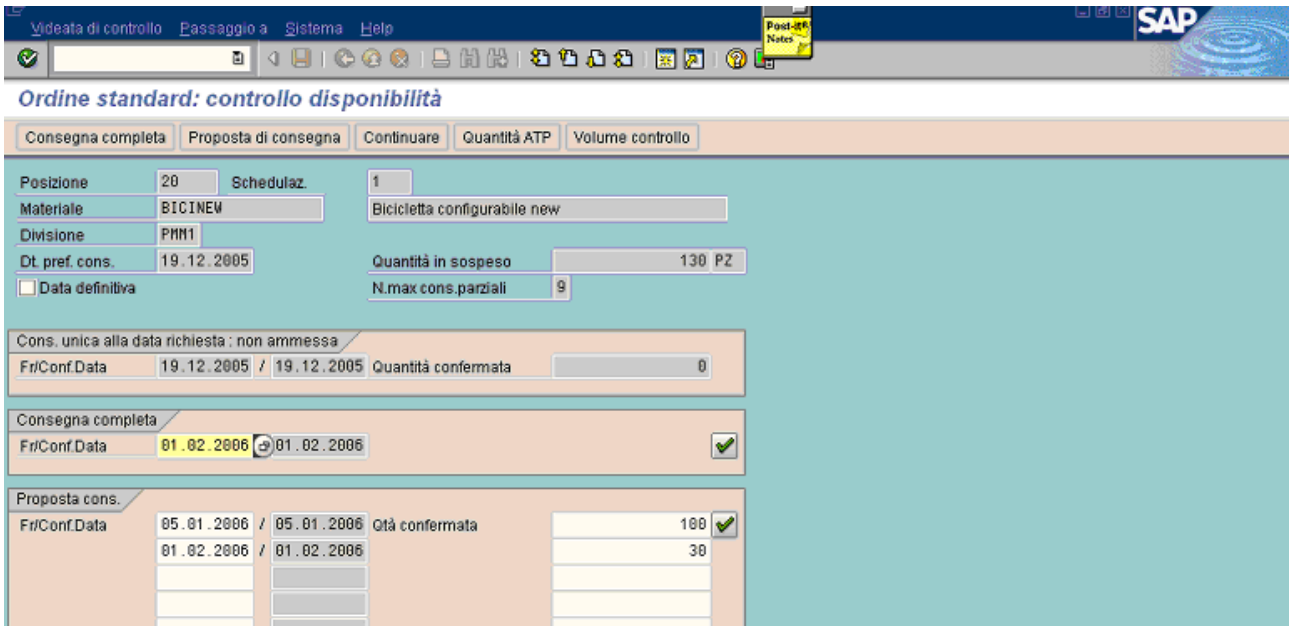 Videata di controllo Passaggio a Sistema Help
Post-it®
Notes
SAP
Ordine standard: controllo disponibilità
Consegna completa Proposta di consegna Continuare Quantità ATP Volume controllo
Posizione 20 Schedulaz. 1
Materiale BICINEW Bicicletta configurabile new
Divisione PMM1
Dt. pref. cons. 19.12.2005 Quantità in sospeso 130 PZ
Data definitiva N.max cons.parziali 9
Cons. unica alla data richiesta : non ammessa
Fr/Conf.Data 19.12.2005 / 19.12.2005 Quantità confermata 0
Consegna completa
Fr/Conf.Data 01.02.2006 01.02.2006
Proposta cons.
Fr/Conf.Data 05.01.2006 / 05.01.2006 Qtà confermata 100
01.02.2006 / 01.02.2006 30